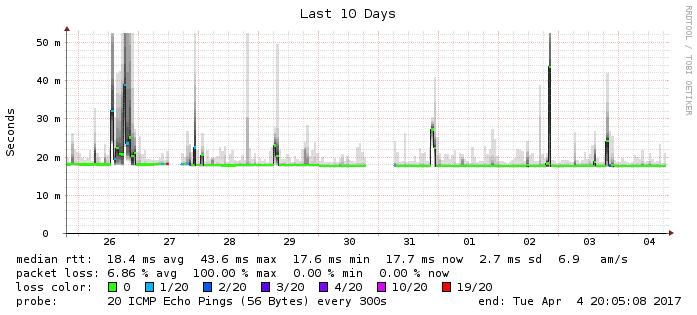 Last 10 Days
RRDTOOL / TOBI OETIKER
Seconds
50 m
40 m
30 m
20 m
10 m
0
26 27 28 29 30 31 01 02 03 04
median rtt: 18.4 ms avg 43.6 ms max 17.6 ms min 17.7 ms now 2.7 ms sd 6.9 am/s
packet loss: 6.86 % avg 100.00 % max 0.00 % min 0.00 % now
loss color: 0 1/20 2/20 3/20 4/20 10/20 19/20
probe: 20 ICMP Echo Pings (56 Bytes) every 300s end: Tue Apr 4 20:05:08 2017